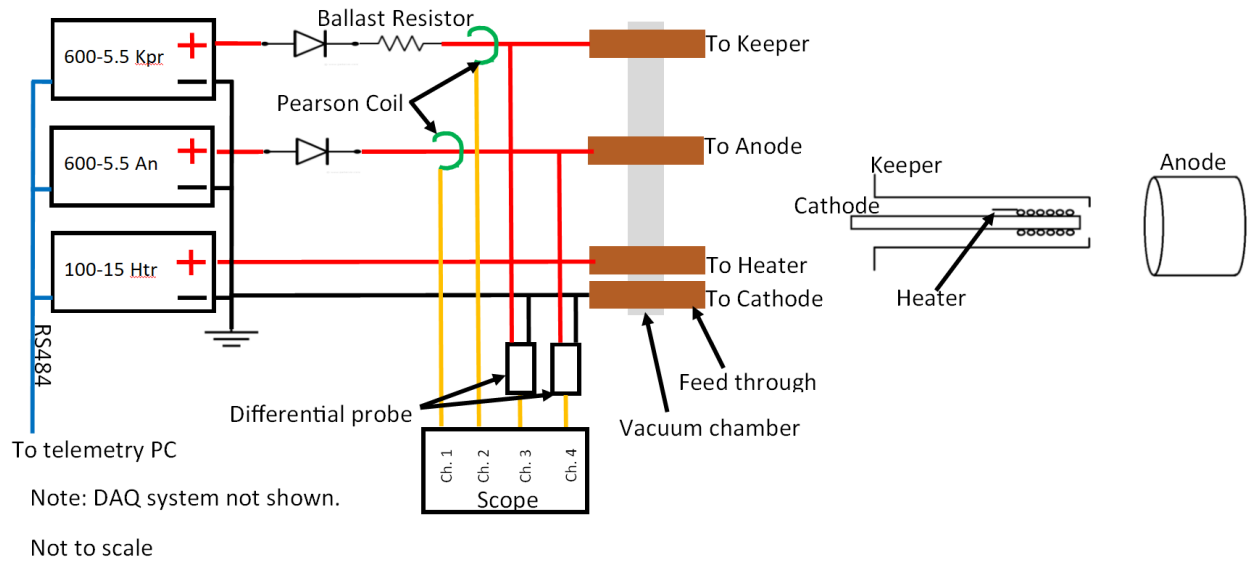 Ballast Resistor
600-5.5 Kpr
+
−
To Keeper
Pearson Coil
600-5.5 An
+
−
To Anode
Keeper
Anode
Cathode
100-15 Htr
+
−
To Heater
To Cathode
Heater
RS484
Feed through
Differential probe
Vacuum chamber
To telemetry PC
Ch. 1
Ch. 2
Ch. 3
Ch. 4
Scope
Note: DAQ system not shown.
Not to scale